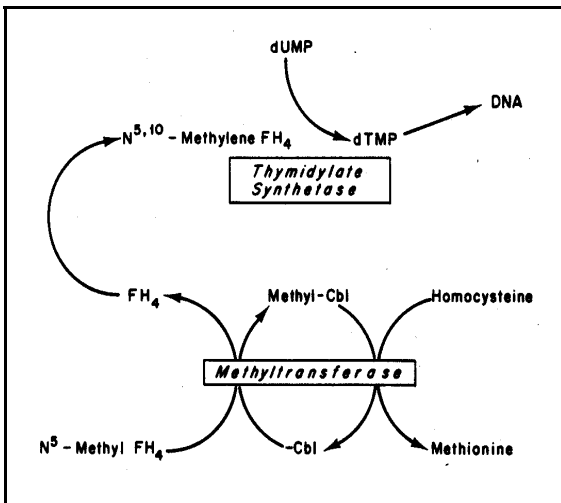 dUMP
DNA
N5,10 - Methylene FH4
dTMP
Thymidylate
Synthetase
FH4
Methyl-Cbl
Homocysteine
Methyltransferase
N5 - Methyl FH4
-Cbl
Methionine